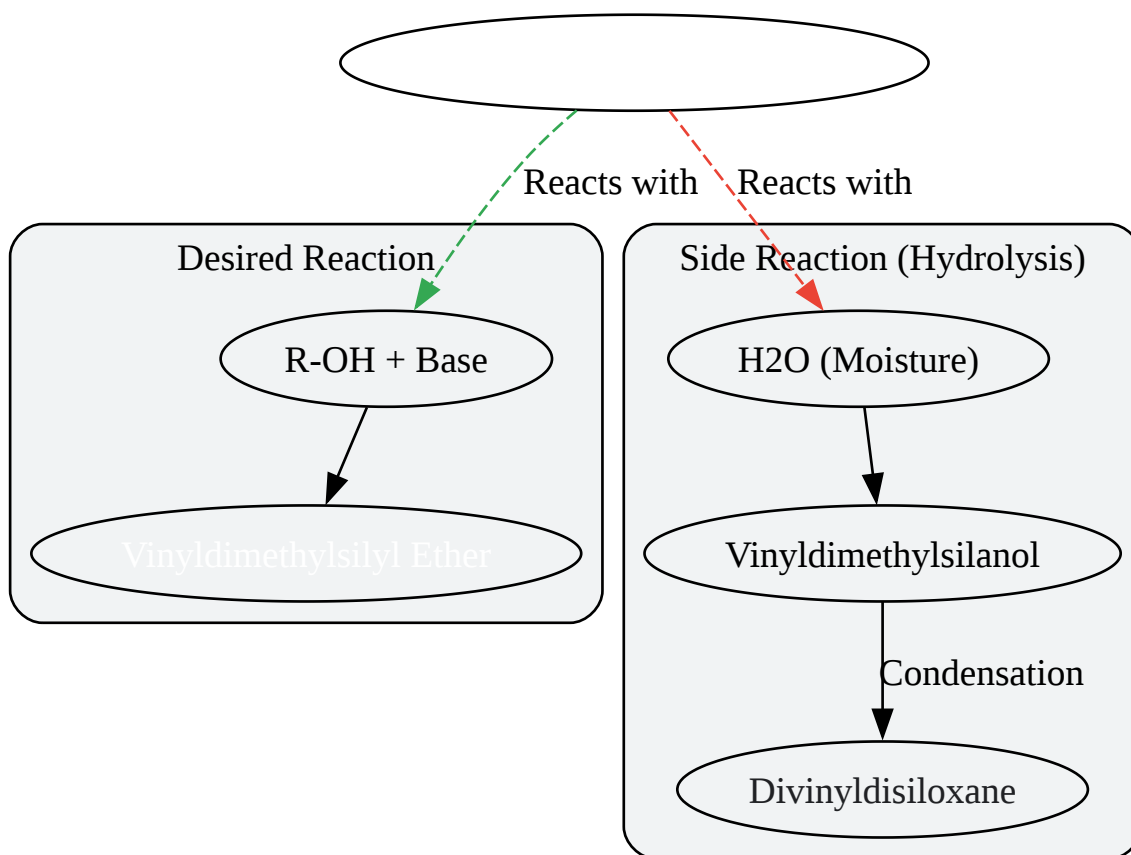 Reacts with
Reacts with
Desired Reaction
Side Reaction (Hydrolysis)
R-OH + Base
H2O (Moisture)
Vinyldimethylsilyl Ether
Vinyldimethylsilanol
Condensation
Divinyldisiloxane